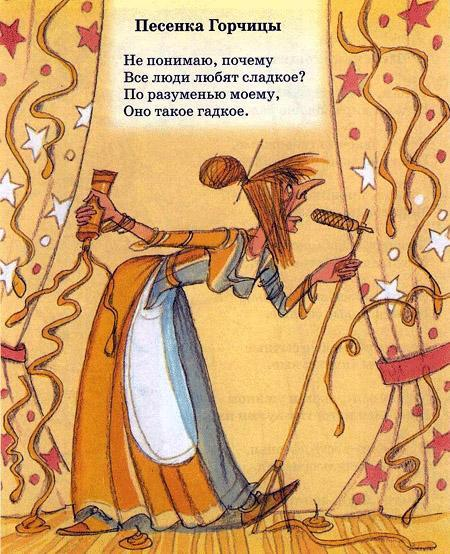 Песенка Горчицы
Не понимаю, почему
Все люди любят сладкое?
По разуменью моему,
Оно такое гадкое.